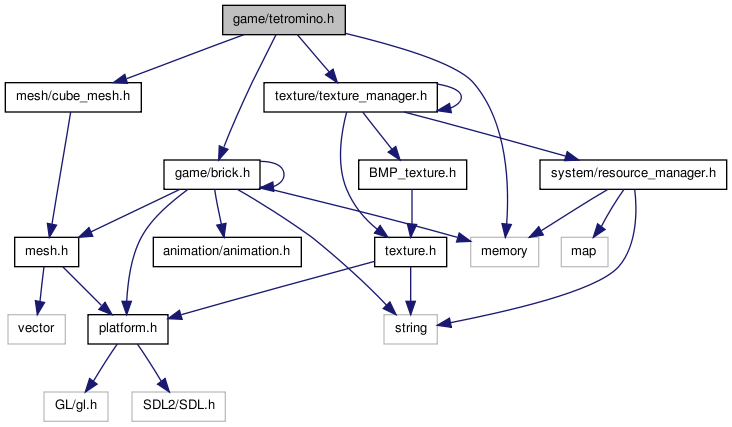 game/tetromino.h
mesh/cube_mesh.h
texture/texture_manager.h
game/brick.h
BMP_texture.h
system/resource_manager.h
mesh.h
animation/animation.h
texture.h
memory
map
vector
platform.h
string
GL/gl.h
SDL2/SDL.h